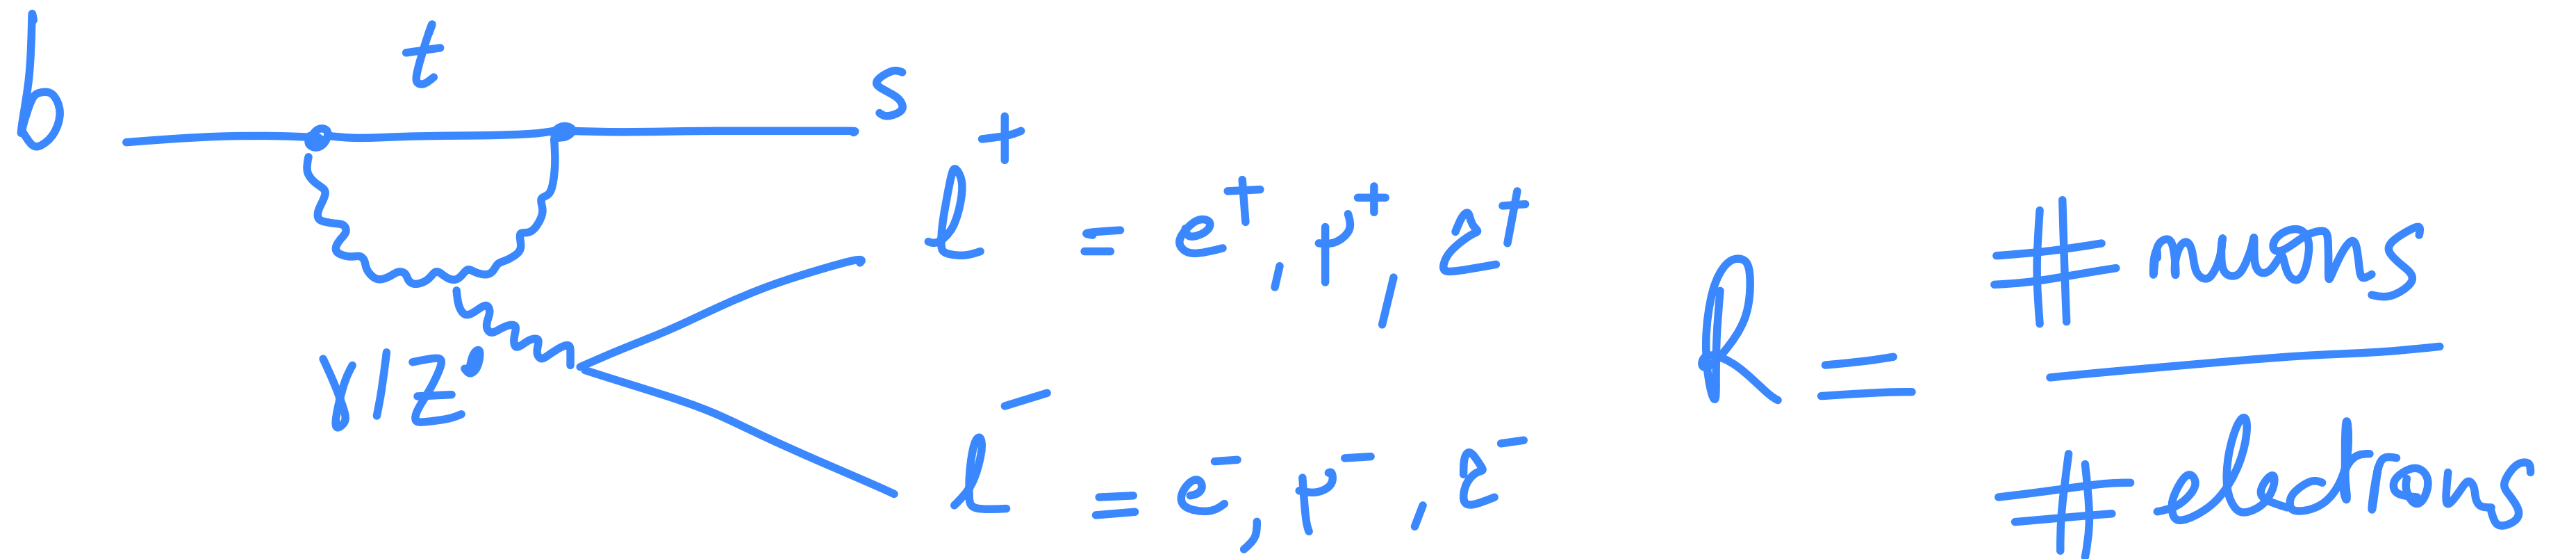 b t s
l⁺ = e⁺, μ⁺, τ⁺
γ/Z⁰
l⁻ = e⁻, μ⁻, τ⁻
R =
# muons
# electrons